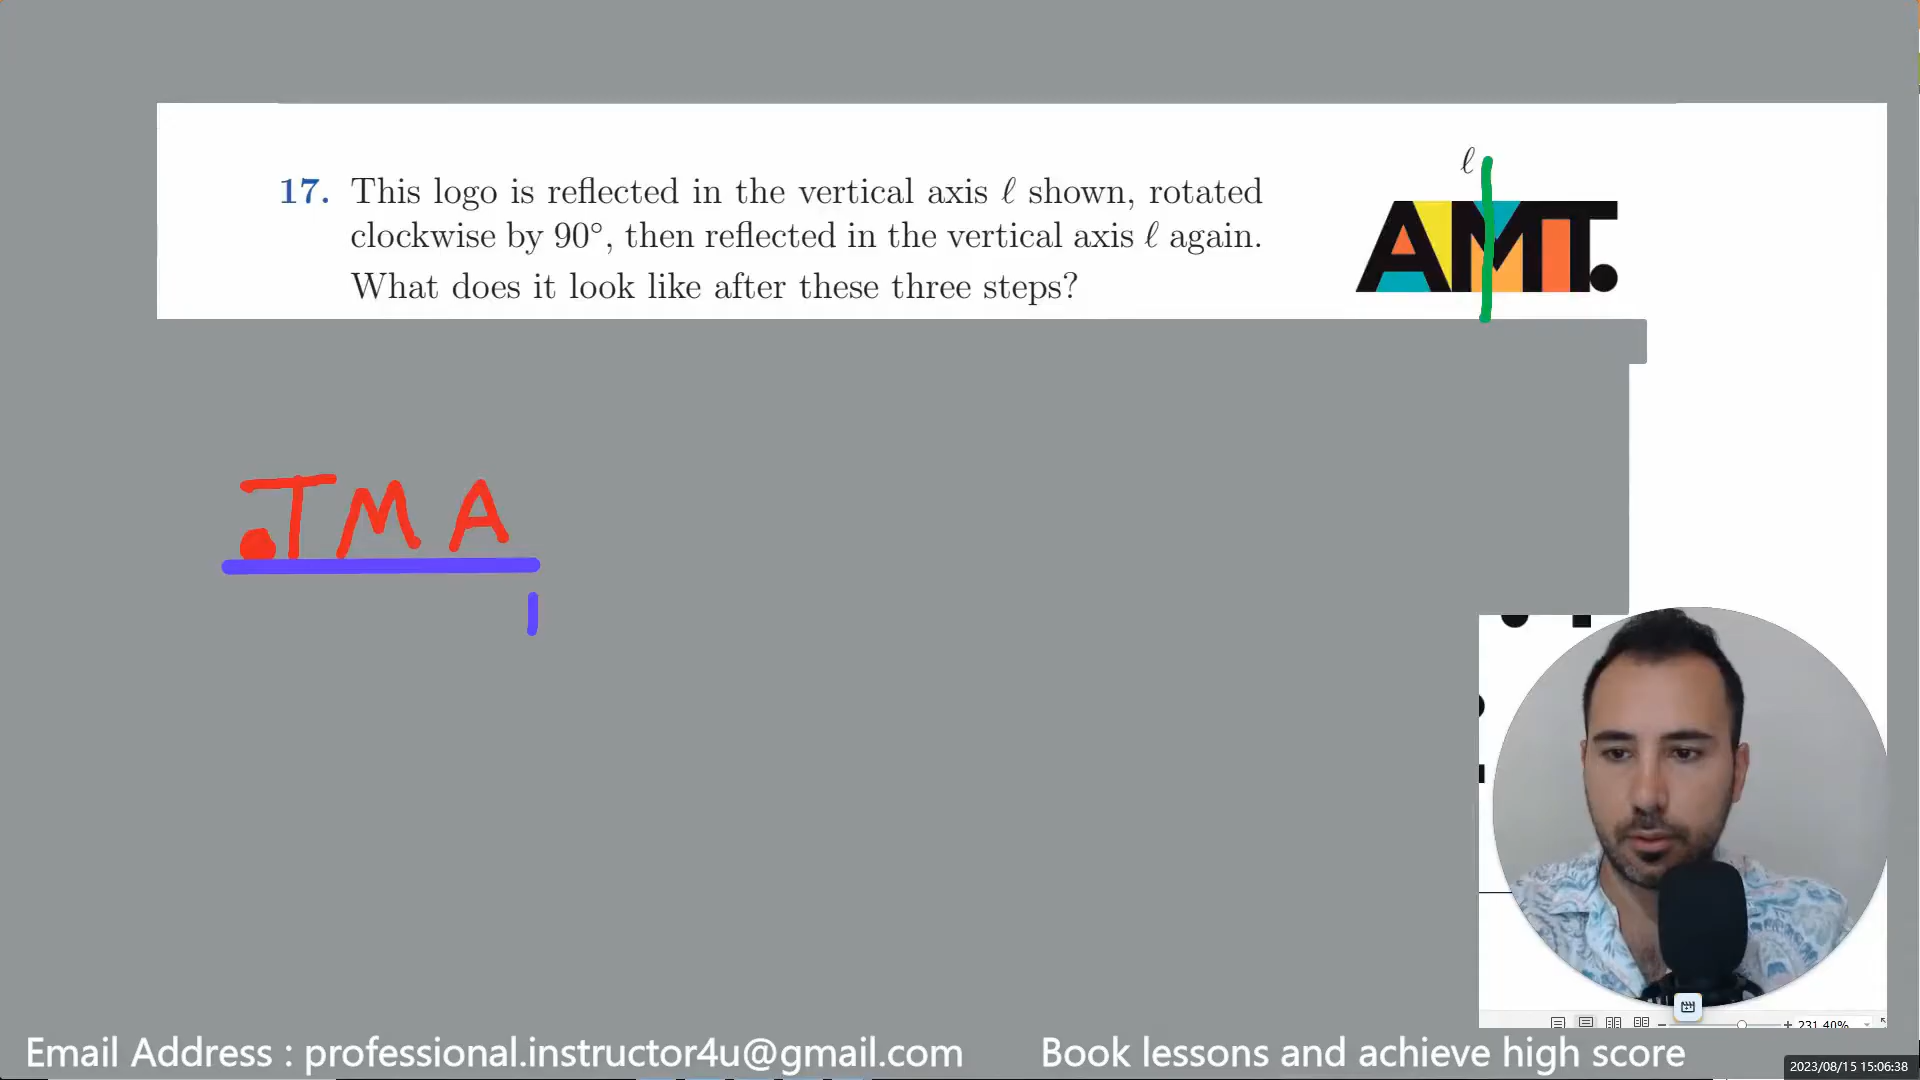 17. This logo is reflected in the vertical axis ℓ shown, rotated
clockwise by 90°, then reflected in the vertical axis ℓ again.
What does it look like after these three steps?
ℓ
AMT.
.TMA
231.40%
Email Address : professional.instructor4u@gmail.com
Book lessons and achieve high score
2023/08/15 15:06:38